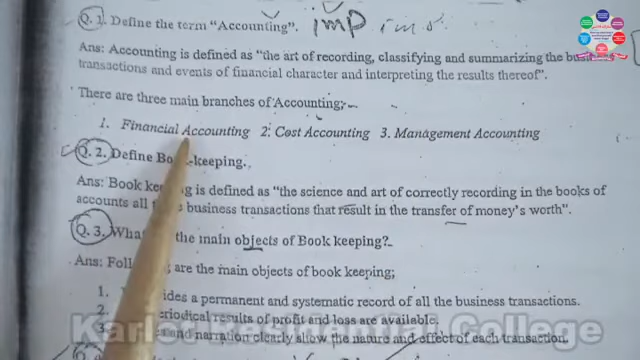 Q.1. Define the term "Accounting". imp imp
Ans: Accounting is defined as "the art of recording, classifying and summarizing the
transactions and events of financial character and interpreting the results thereof".
There are three main branches of Accounting;-
1. Financial Accounting 2. Cost Accounting 3. Management Accounting
Q.2. Define keeping.
Ans: Book is defined as "the science and art of correctly recording in the books of
accounts all business transactions that result in the transfer of money's worth".
Q.3. the main objects of Book keeping?
Ans: are the main objects of book keeping;
1. a permanent and systematic record of all the business transactions.
2. results of profit and loss are available.
3. and narration clearly show the nature and effect of each transaction.
Residential College